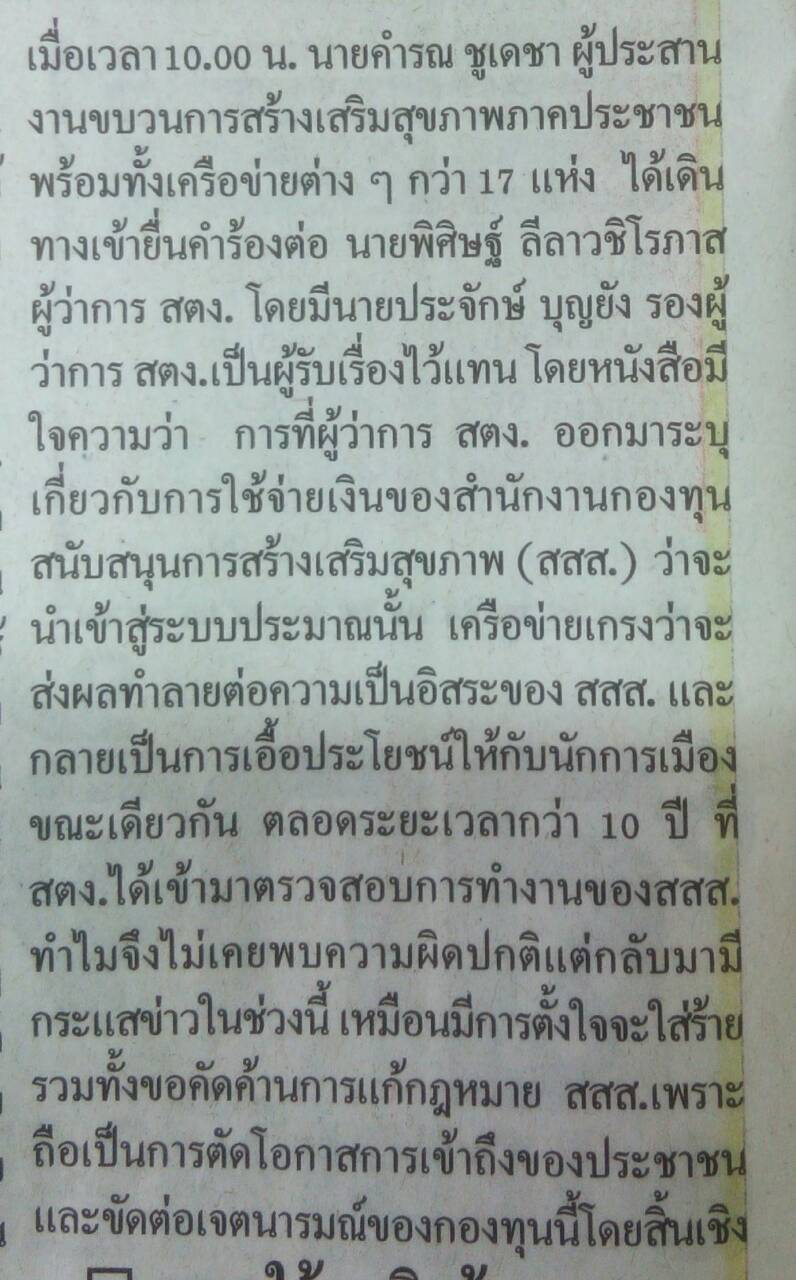 เมื่อเวลา 10.00 น. นายคำรณ ชูเดชา ผู้ประสาน
งานขบวนการสร้างเสริมสุขภาพภาคประชาชน
พร้อมทั้งเครือข่ายต่าง ๆ กว่า 17 แห่ง ได้เดิน
ทางเข้ายื่นคำร้องต่อ นายพิศิษฐ์ ลีลาวชิโรภาส
ผู้ว่าการ สตง. โดยมีนายประจักษ์ บุญยัง รองผู้
ว่าการ สตง.เป็นผู้รับเรื่องไว้แทน โดยหนังสือมี
ใจความว่า การที่ผู้ว่าการ สตง. ออกมาระบุ
เกี่ยวกับการใช้จ่ายเงินของสำนักงานกองทุน
สนับสนุนการสร้างเสริมสุขภาพ (สสส.) ว่าจะ
นำเข้าสู่ระบบประมาณนั้น เครือข่ายเกรงว่าจะ
ส่งผลทำลายต่อความเป็นอิสระของ สสส. และ
กลายเป็นการเอื้อประโยชน์ให้กับนักการเมือง
ขณะเดียวกัน ตลอดระยะเวลากว่า 10 ปี ที่
สตง.ได้เข้ามาตรวจสอบการทำงานของสสส.
ทำไมจึงไม่เคยพบความผิดปกติแต่กลับมามี
กระแสข่าวในช่วงนี้ เหมือนมีการตั้งใจจะใส่ร้าย
รวมทั้งขอคัดค้านการแก้กฎหมาย สสส.เพราะ
ถือเป็นการตัดโอกาสการเข้าถึงของประชาชน
และขัดต่อเจตนารมณ์ของกองทุนนี้โดยสิ้นเชิง